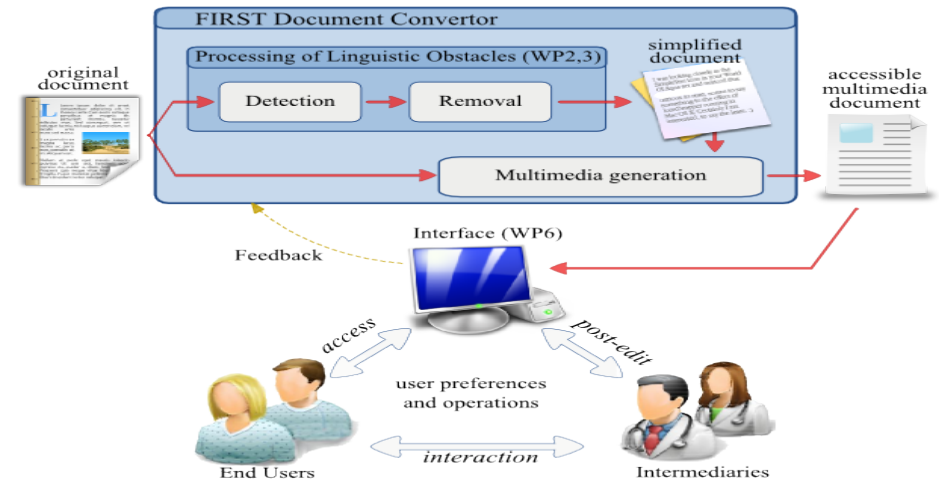 FIRST Document Convertor
Processing of Linguistic Obstacles (WP2,3)
simplified
document
original
document
accessible
multimedia
document
Detection
Removal
Multimedia generation
Interface (WP6)
Feedback
access
post-edit
user preferences
and operations
interaction
End Users
Intermediaries